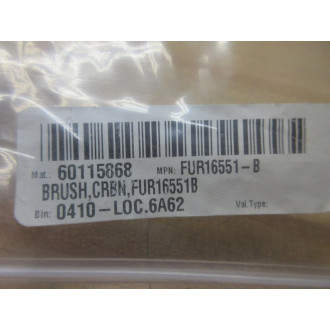 Mat.: 60115868 MPN: FUR16551-B
BRUSH,CRBN,FUR16551B
Bin: 0410-LOC.6A62 Val.Type: